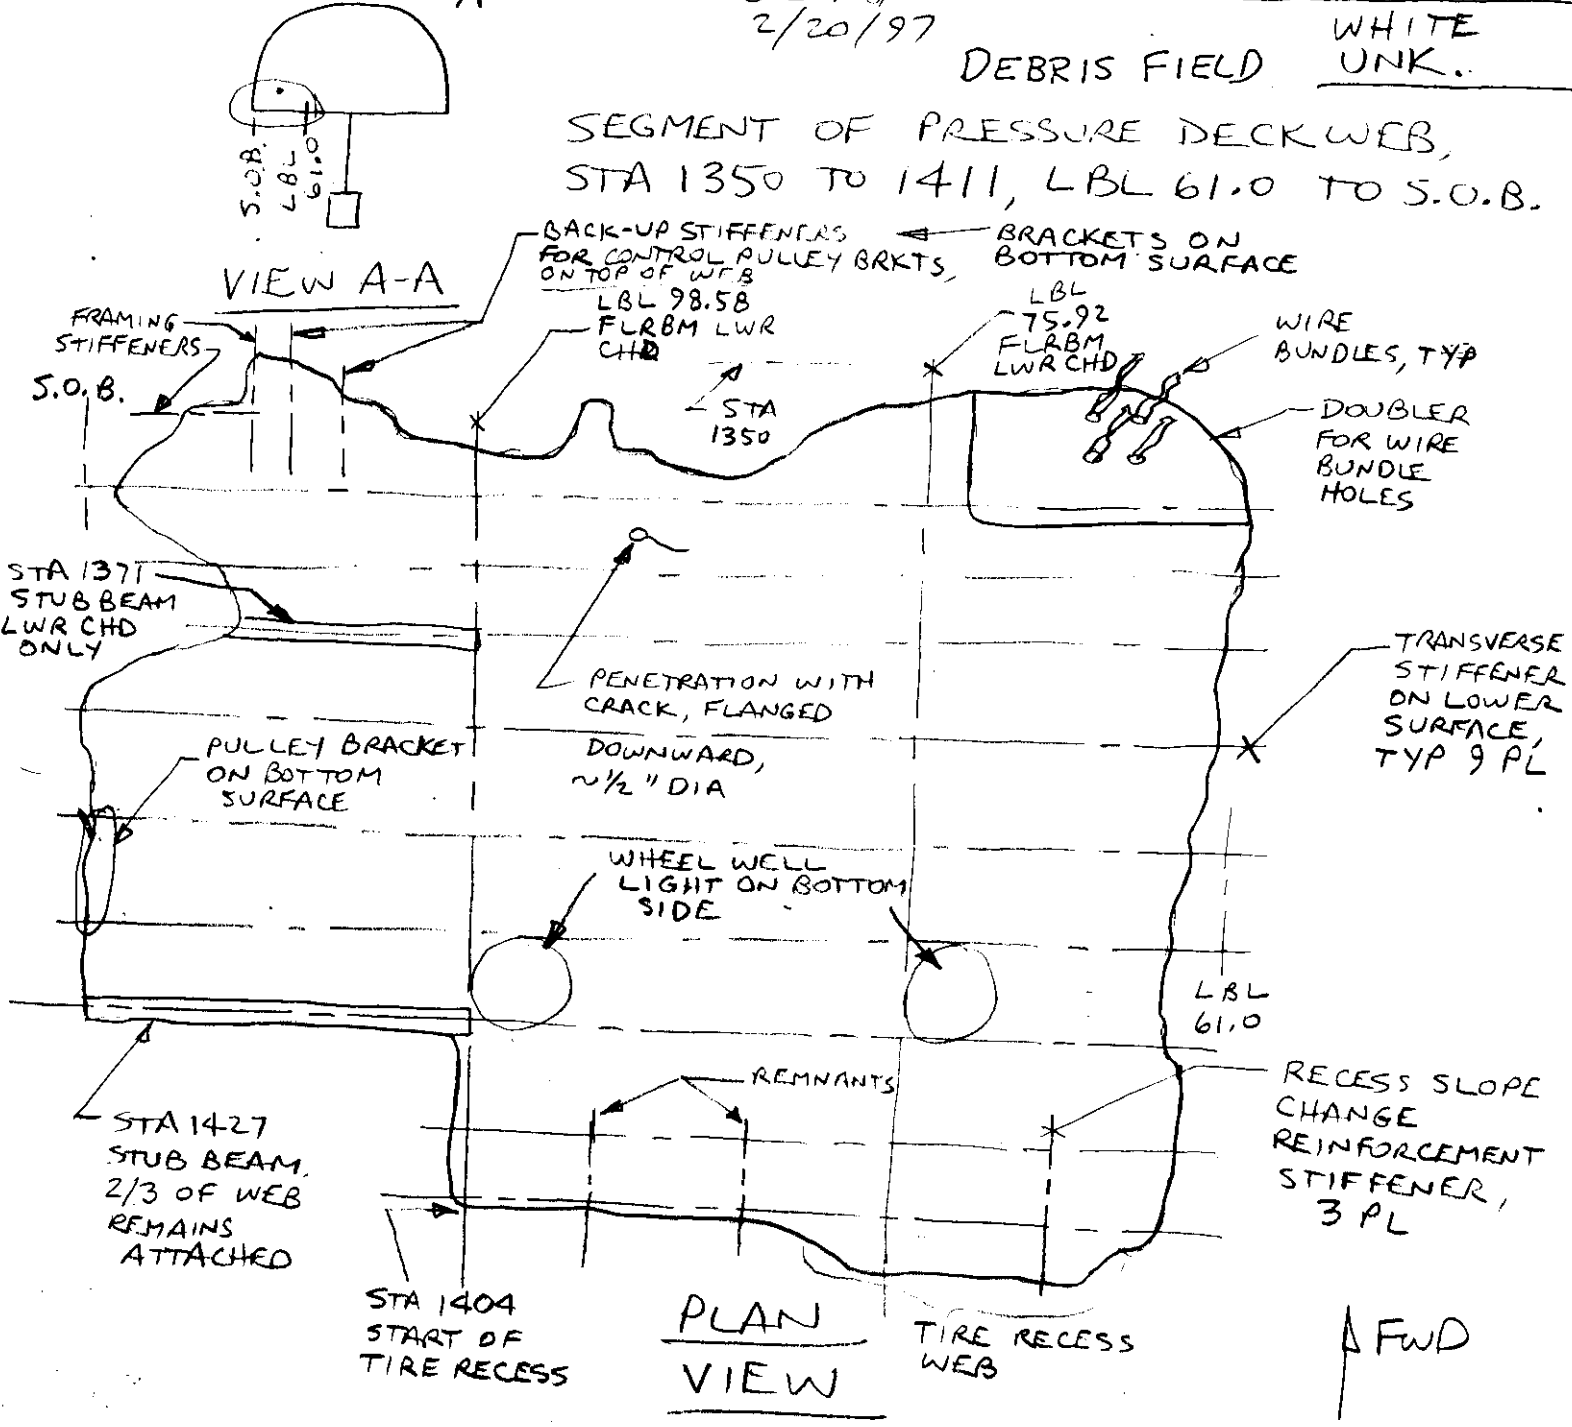 2/20/97
WHITE
UNK.
DEBRIS FIELD
SEGMENT OF PRESSURE DECK WEB,
STA 1350 TO 1411, LBL 61.0 TO S.O.B.
S.O.B.
LBL
61.0
VIEW A-A
BACK-UP STIFFENERS
FOR CONTROL PULLEY BRKTS,
ON TOP OF WEB
BRACKETS ON
BOTTOM SURFACE
FRAMING
STIFFENERS
S.O.B.
LBL 98.58
FLRBM LWR
CHD
STA
1350
LBL
75.92
FLRBM
LWR CHD
WIRE
BUNDLES, TYP
DOUBLER
FOR WIRE
BUNDLE
HOLES
STA 1371
STUB BEAM
LWR CHD
ONLY
PENETRATION WITH
CRACK, FLANGED
DOWNWARD,
~1/2" DIA
TRANSVERSE
STIFFENER
ON LOWER
SURFACE,
TYP 9 PL
PULLEY BRACKET
ON BOTTOM
SURFACE
WHEEL WELL
LIGHT ON BOTTOM
SIDE
LBL
61.0
REMNANTS
RECESS SLOPE
CHANGE
REINFORCEMENT
STIFFENER,
3 PL
STA 1427
STUB BEAM,
2/3 OF WEB
REMAINS
ATTACHED
STA 1404
START OF
TIRE RECESS
PLAN
VIEW
TIRE RECESS
WEB
FWD